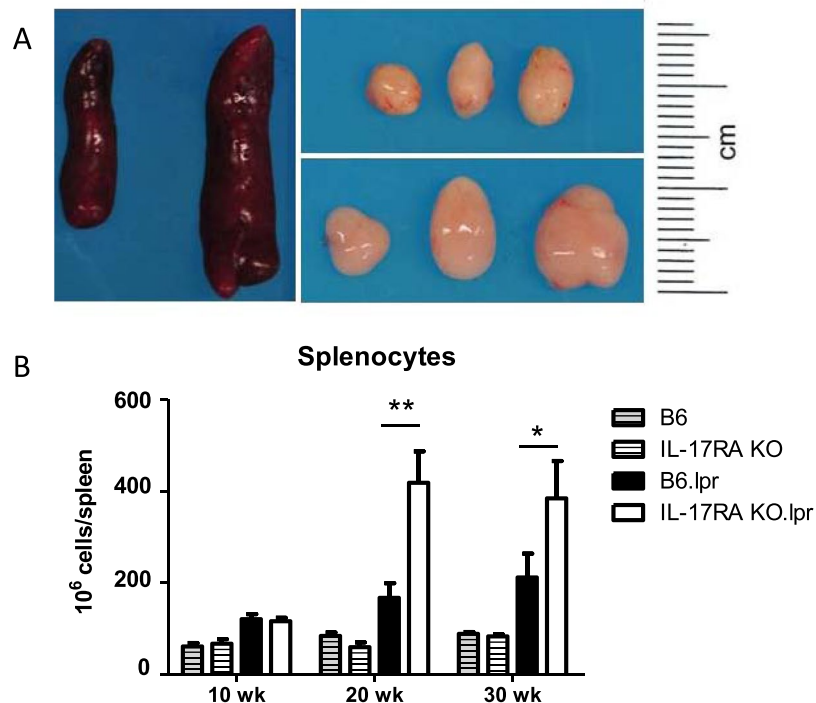 A
cm
B
Splenocytes
10⁶ cells/spleen
600
400
200
0
**
*
10 wk
20 wk
30 wk
B6
IL-17RA KO
B6.lpr
IL-17RA KO.lpr